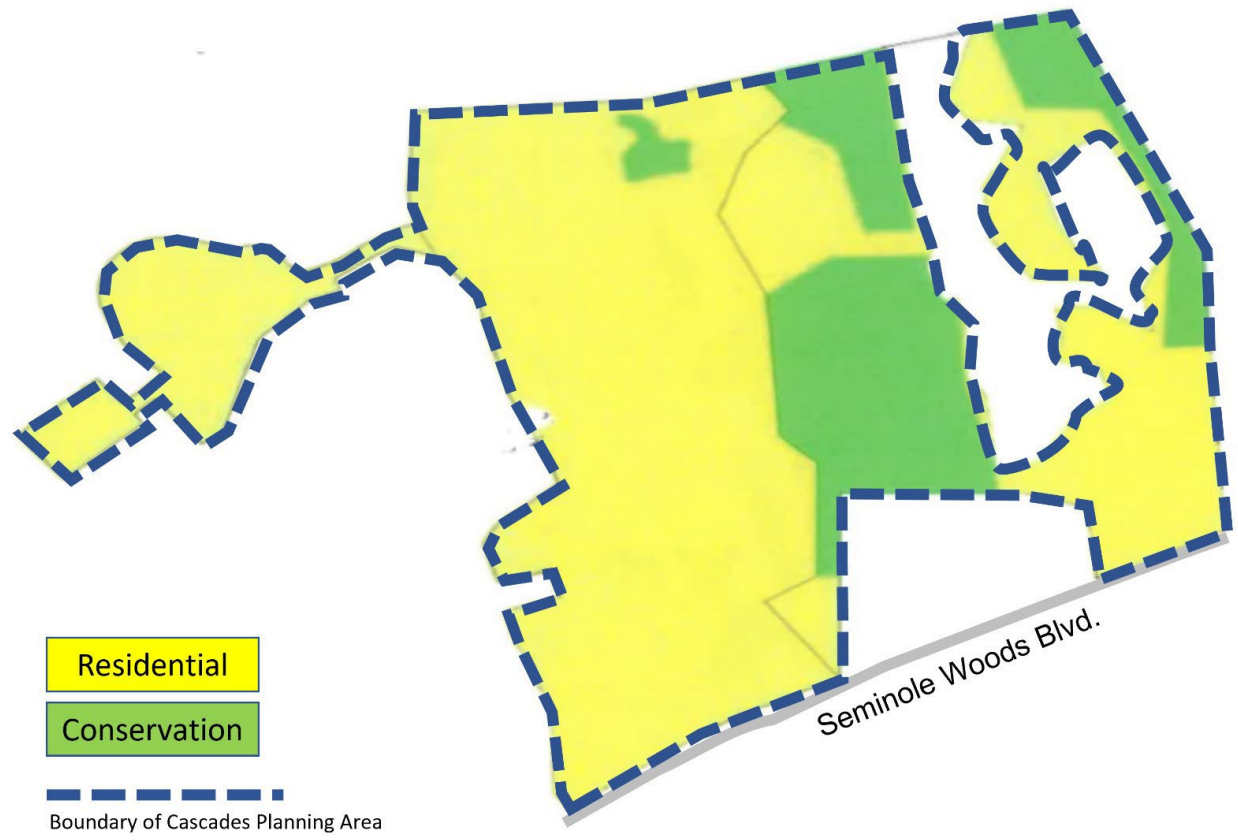 Residential
Conservation
Boundary of Cascades Planning Area
Seminole Woods Blvd.